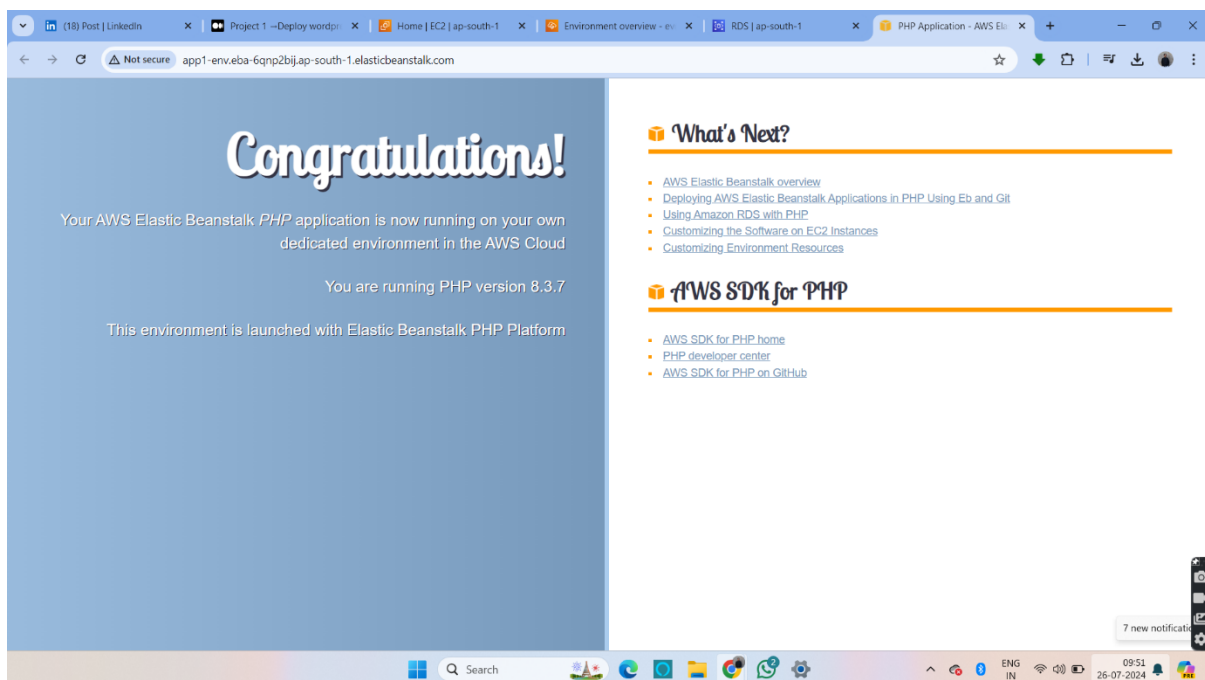 (18) Post | LinkedIn
Project 1 →Deploy wordpr
Home | EC2 | ap-south-1
Environment overview - ev
RDS | ap-south-1
PHP Application - AWS Ela
Not secure
app1-env.eba-6qnp2bij.ap-south-1.elasticbeanstalk.com
Congratulations!
Your AWS Elastic Beanstalk PHP application is now running on your own
dedicated environment in the AWS Cloud
You are running PHP version 8.3.7
This environment is launched with Elastic Beanstalk PHP Platform
What's Next?
AWS Elastic Beanstalk overview
Deploying AWS Elastic Beanstalk Applications in PHP Using Eb and Git
Using Amazon RDS with PHP
Customizing the Software on EC2 Instances
Customizing Environment Resources
AWS SDK for PHP
AWS SDK for PHP home
PHP developer center
AWS SDK for PHP on GitHub
7 new notificatio
Search
2
ENG
IN
09:51
26-07-2024
PRE